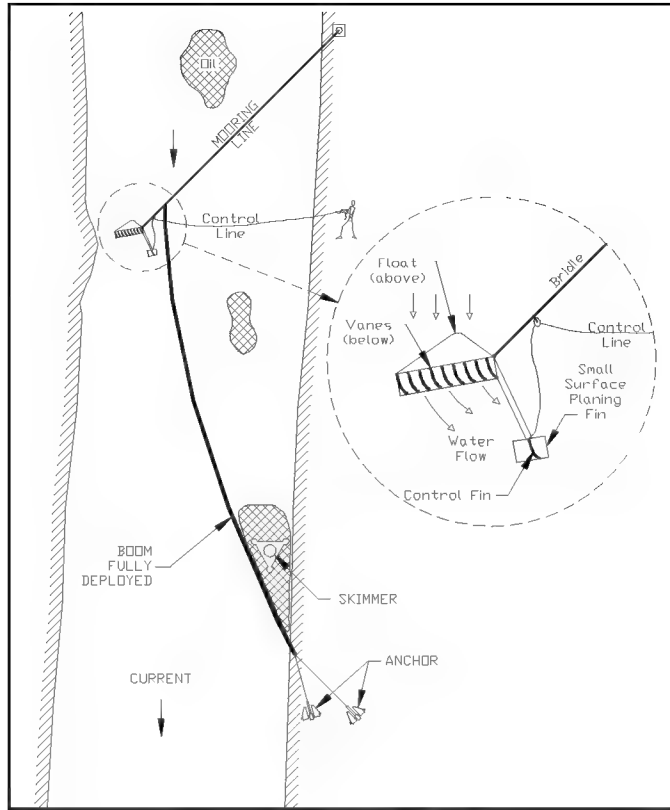 Oil
MOORING
LINE
Control
Line
Float
(above)
Bridle
Vanes
(below)
Control
Line
Small
Surface
Planing
Fin
Water
Flow
Control Fin
BOOM
FULLY
DEPLOYED
SKIMMER
ANCHOR
CURRENT